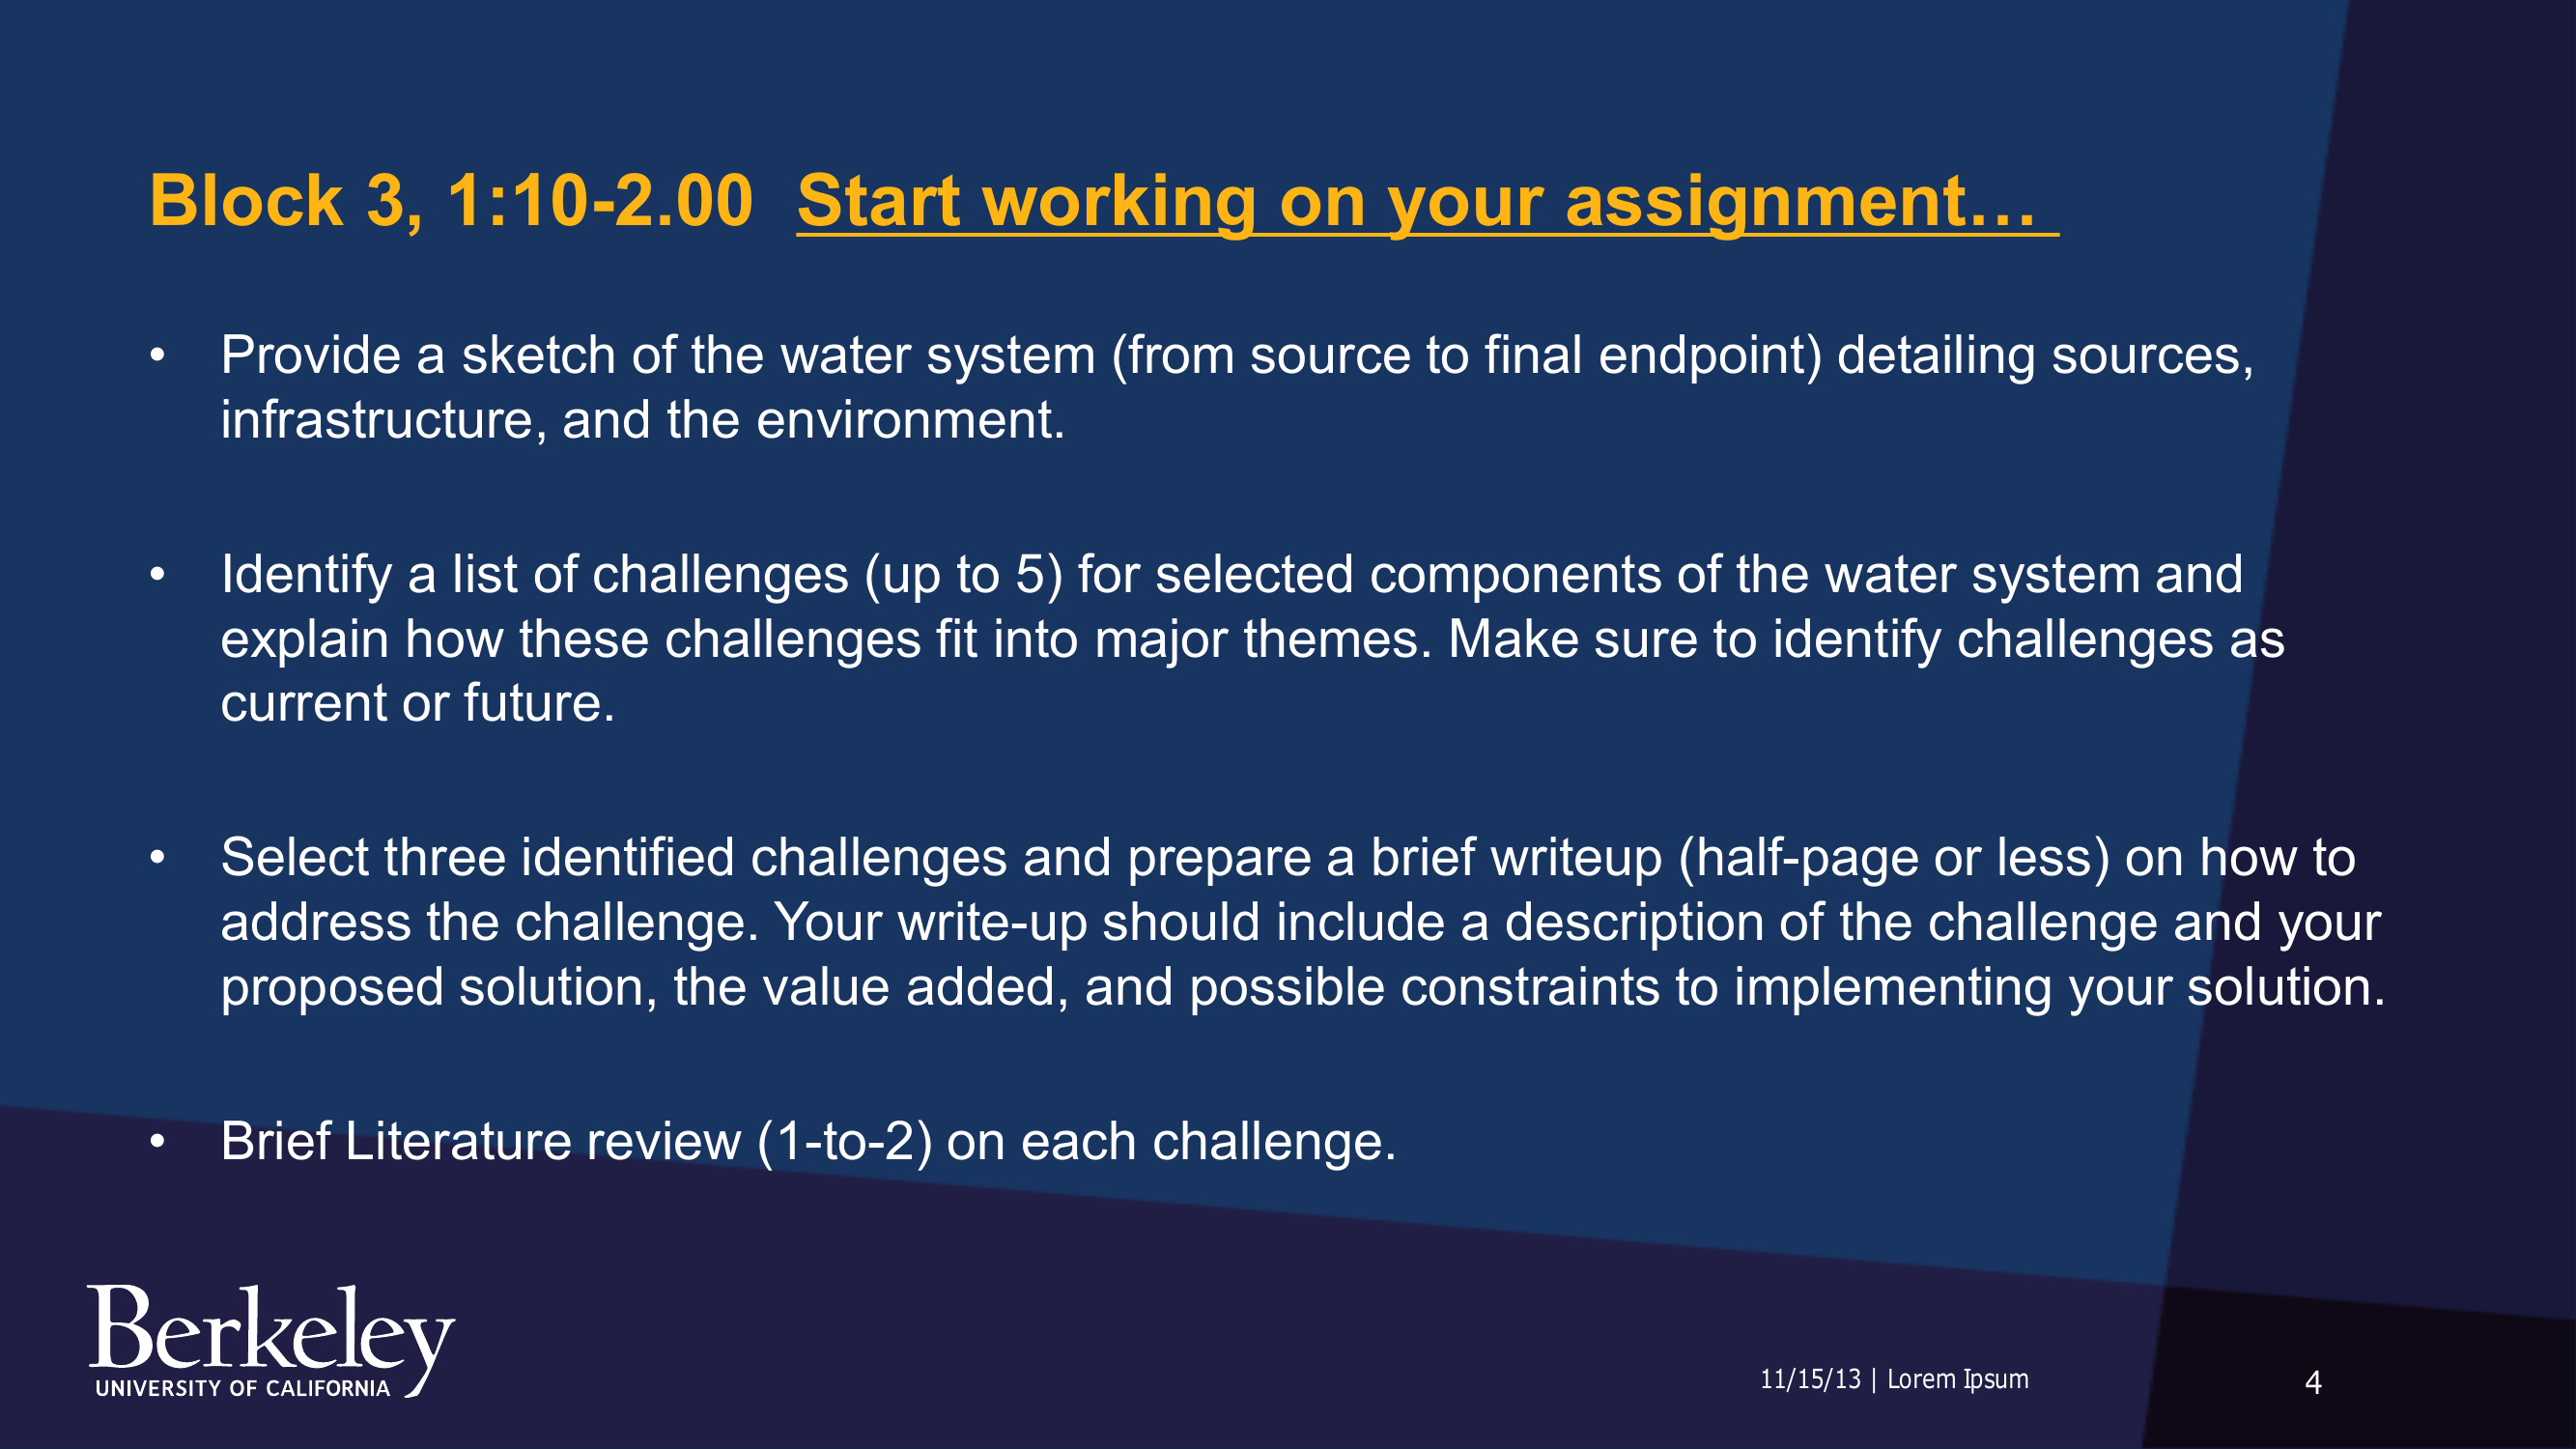 Block 3, 1:10-2.00  Start working on your assignment…
• Provide a sketch of the water system (from source to final endpoint) detailing sources,
infrastructure, and the environment.
• Identify a list of challenges (up to 5) for selected components of the water system and
explain how these challenges fit into major themes. Make sure to identify challenges as
current or future.
• Select three identified challenges and prepare a brief writeup (half-page or less) on how to
address the challenge. Your write-up should include a description of the challenge and your
proposed solution, the value added, and possible constraints to implementing your solution.
• Brief Literature review (1-to-2) on each challenge.
Berkeley
UNIVERSITY OF CALIFORNIA
11/15/13 | Lorem Ipsum
4